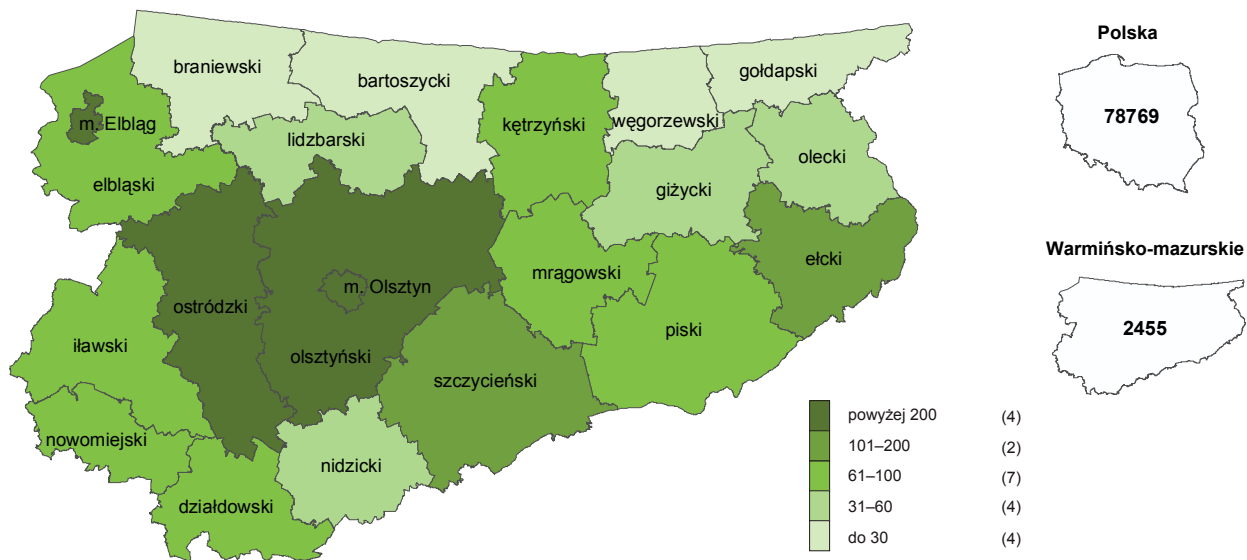 Polska
braniewski
bartoszycki
gołdapski
78769
m. Elbląg
kętrzyński
węgorzewski
lidzbarski
olecki
elbląski
giżycki
Warmińsko-mazurskie
ełcki
mrągowski
m. Olsztyn
ostródzki
2455
piski
iławski
olsztyński
szczycieński
powyżej 200 (4)
nowomiejski
101–200 (2)
nidzicki
61–100 (7)
działdowski
31–60 (4)
do 30 (4)